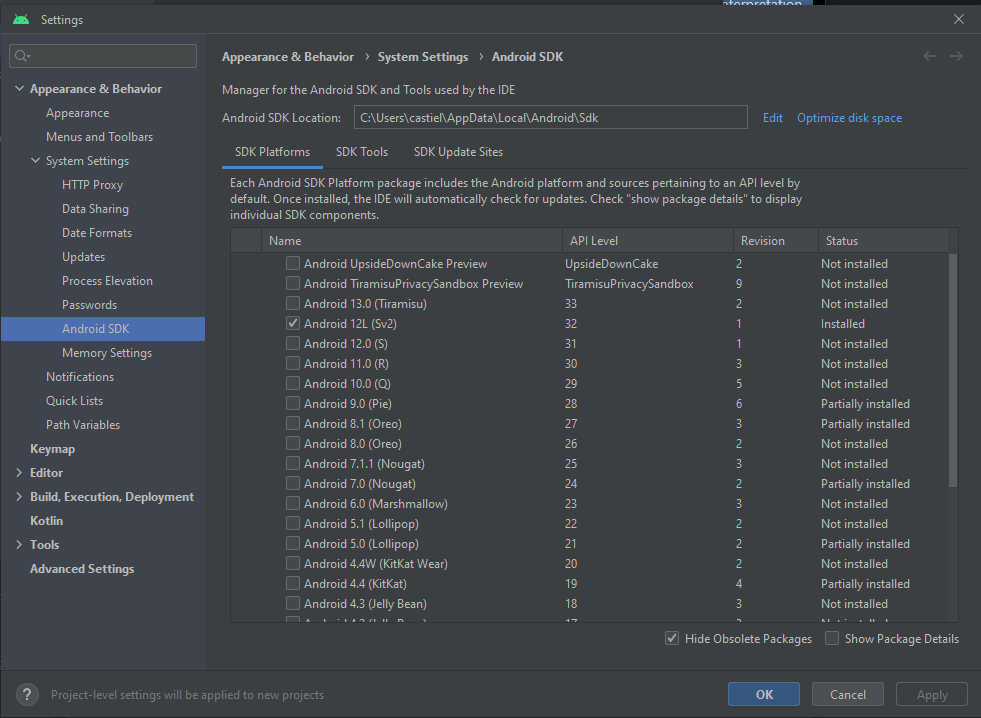 nterpretation
Settings
Appearance & Behavior
Appearance
Menus and Toolbars
System Settings
HTTP Proxy
Data Sharing
Date Formats
Updates
Process Elevation
Passwords
Android SDK
Memory Settings
Notifications
Quick Lists
Path Variables
Keymap
Editor
Build, Execution, Deployment
Kotlin
Tools
Advanced Settings
Appearance & Behavior › System Settings › Android SDK
Manager for the Android SDK and Tools used by the IDE
Android SDK Location: C:\Users\castiel\AppData\Local\Android\Sdk Edit Optimize disk space
SDK Platforms SDK Tools SDK Update Sites
Each Android SDK Platform package includes the Android platform and sources pertaining to an API level by
default. Once installed, the IDE will automatically check for updates. Check "show package details" to display
individual SDK components.
Name API Level Revision Status
Android UpsideDownCake Preview UpsideDownCake 2 Not installed
Android TiramisuPrivacySandbox Preview TiramisuPrivacySandbox 9 Not installed
Android 13.0 (Tiramisu) 33 2 Not installed
Android 12L (Sv2) 32 1 Installed
Android 12.0 (S) 31 1 Not installed
Android 11.0 (R) 30 3 Not installed
Android 10.0 (Q) 29 5 Not installed
Android 9.0 (Pie) 28 6 Partially installed
Android 8.1 (Oreo) 27 3 Partially installed
Android 8.0 (Oreo) 26 2 Not installed
Android 7.1.1 (Nougat) 25 3 Not installed
Android 7.0 (Nougat) 24 2 Partially installed
Android 6.0 (Marshmallow) 23 3 Not installed
Android 5.1 (Lollipop) 22 2 Not installed
Android 5.0 (Lollipop) 21 2 Partially installed
Android 4.4W (KitKat Wear) 20 2 Not installed
Android 4.4 (KitKat) 19 4 Partially installed
Android 4.3 (Jelly Bean) 18 3 Not installed
Hide Obsolete Packages Show Package Details
? Project-level settings will be applied to new projects
OK Cancel Apply